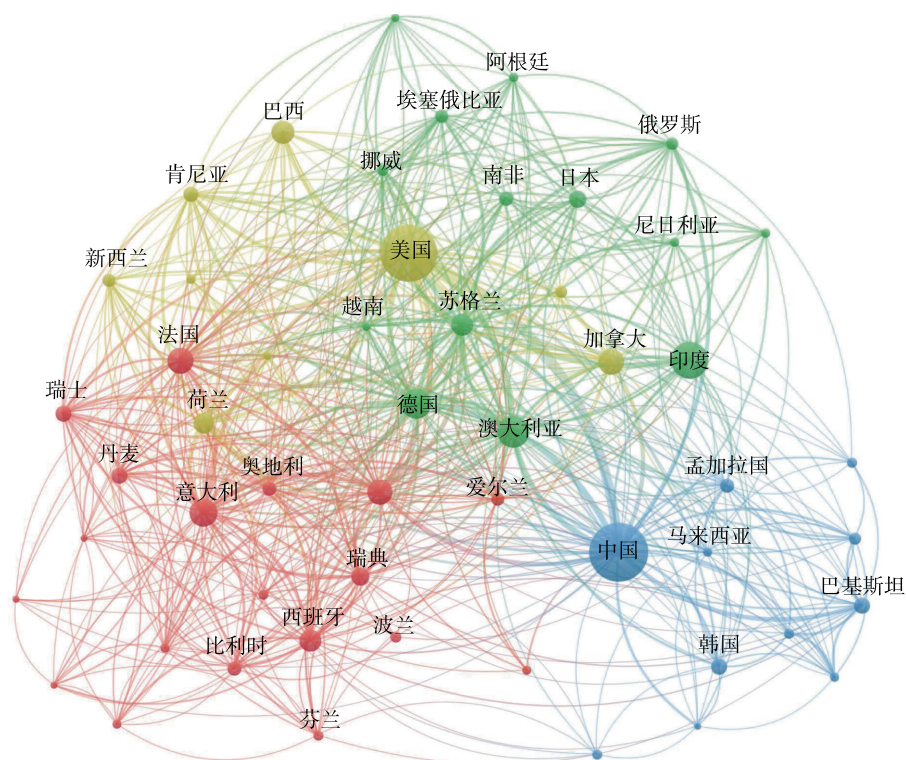 阿根廷
埃塞俄比亚
巴西
俄罗斯
挪威
肯尼亚
南非
日本
尼日利亚
美国
新西兰
苏格兰
越南
法国
加拿大
印度
瑞士
荷兰
德国
澳大利亚
丹麦
奥地利
孟加拉国
意大利
爱尔兰
马来西亚
中国
瑞典
巴基斯坦
西班牙
波兰
比利时
韩国
芬兰